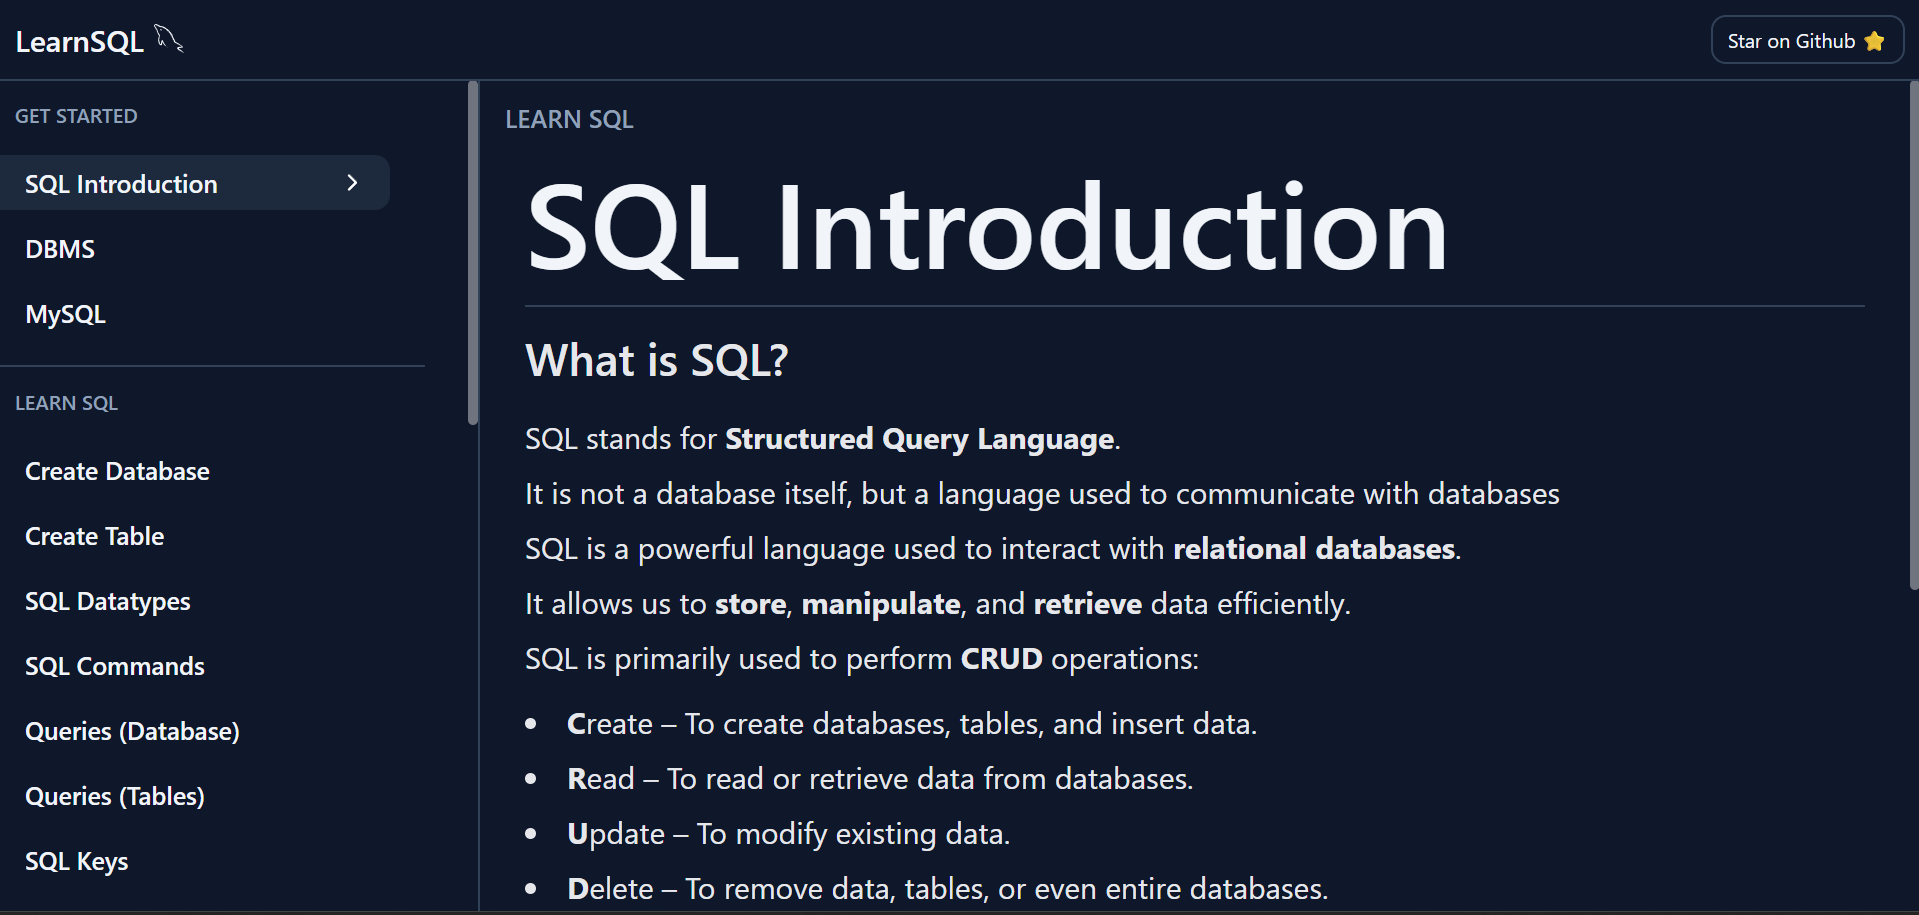 LearnSQL
Star on Github
GET STARTED
SQL Introduction
DBMS
MySQL
LEARN SQL
Create Database
Create Table
SQL Datatypes
SQL Commands
Queries (Database)
Queries (Tables)
SQL Keys
LEARN SQL
SQL Introduction
What is SQL?
SQL stands for Structured Query Language.
It is not a database itself, but a language used to communicate with databases
SQL is a powerful language used to interact with relational databases.
It allows us to store, manipulate, and retrieve data efficiently.
SQL is primarily used to perform CRUD operations:
• Create – To create databases, tables, and insert data.
• Read – To read or retrieve data from databases.
• Update – To modify existing data.
• Delete – To remove data, tables, or even entire databases.